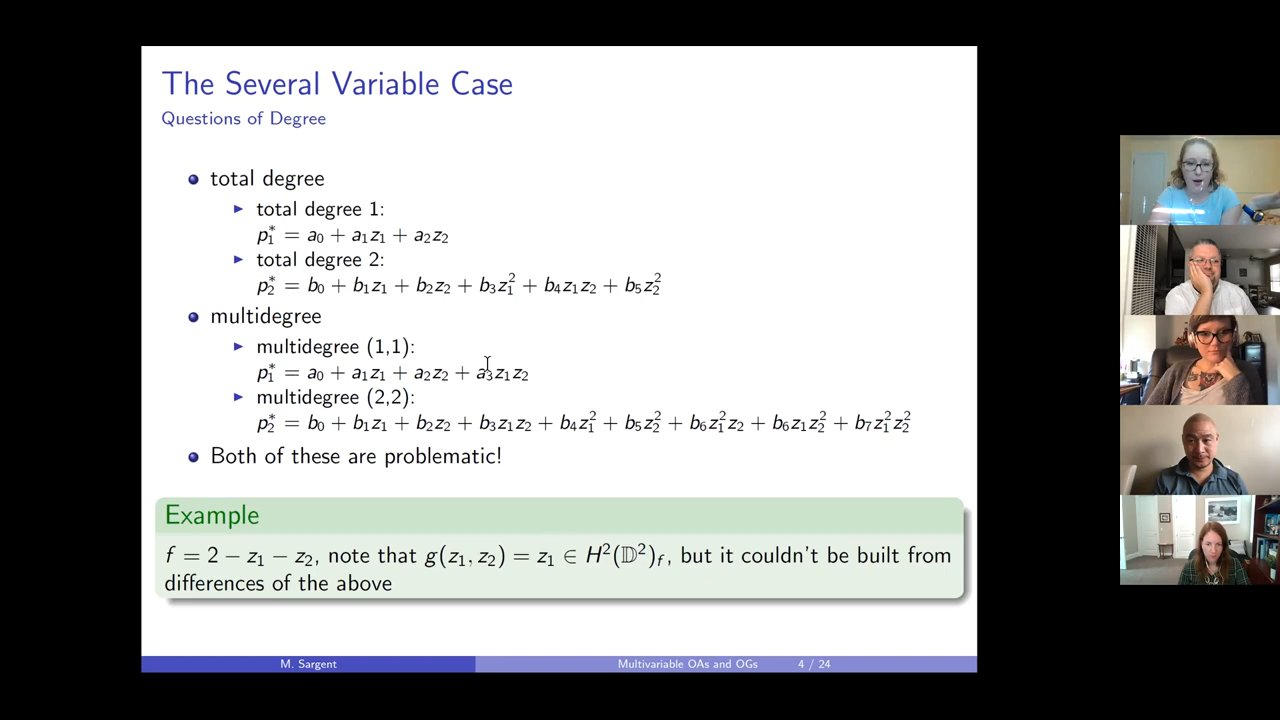 The Several Variable Case
Questions of Degree
total degree
total degree 1:
p₁* = a₀ + a₁z₁ + a₂z₂
total degree 2:
p₂* = b₀ + b₁z₁ + b₂z₂ + b₃z₁² + b₄z₁z₂ + b₅z₂²
multidegree
multidegree (1,1):
p₁* = a₀ + a₁z₁ + a₂z₂ + a₃z₁z₂
multidegree (2,2):
p₂* = b₀ + b₁z₁ + b₂z₂ + b₃z₁z₂ + b₄z₁² + b₅z₂² + b₆z₁²z₂ + b₆z₁z₂² + b₇z₁²z₂²
Both of these are problematic!
Example
f = 2 − z₁ − z₂, note that g(z₁, z₂) = z₁ ∈ H²(𝔻²)_f, but it couldn't be built from
differences of the above
M. Sargent
Multivariable OAs and OGs 4 / 24